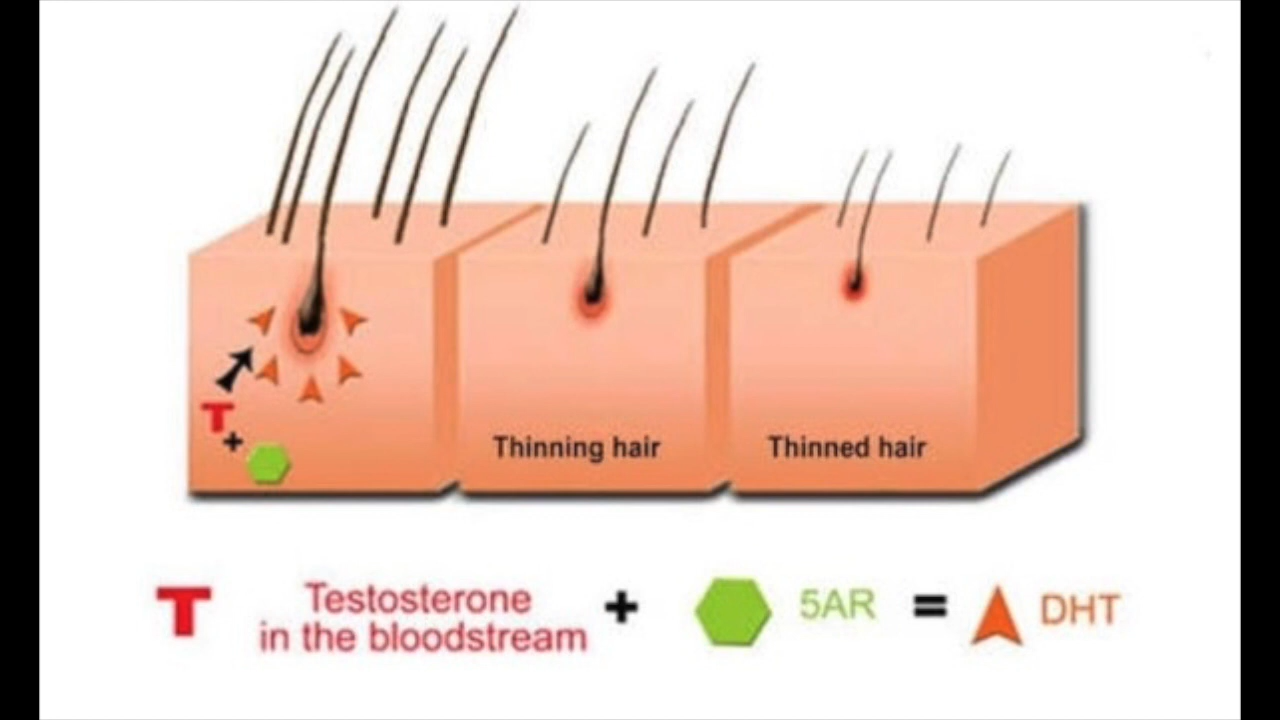 T
+
Thinning hair
Thinned hair
T
Testosterone
in the bloodstream
+
5AR
=
DHT